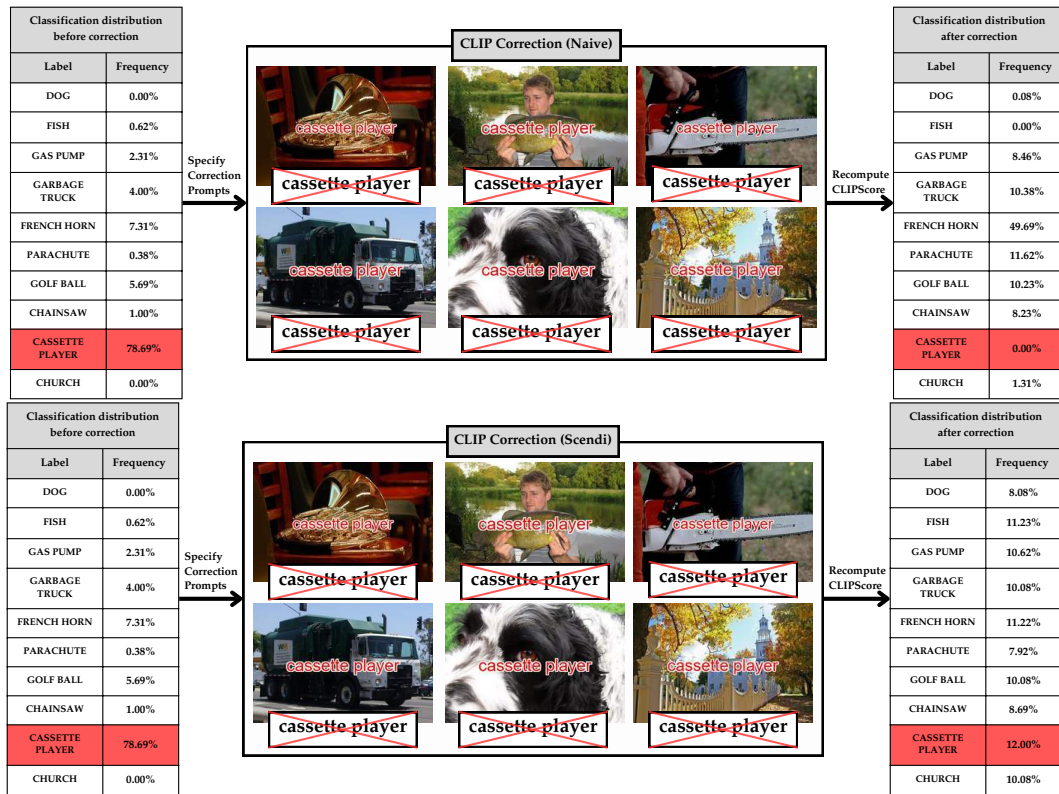 Classification distribution
before correction
Label Frequency
DOG 0.00%
FISH 0.62%
GAS PUMP 2.31%
GARBAGE
TRUCK 4.00%
FRENCH HORN 7.31%
PARACHUTE 0.38%
GOLF BALL 5.69%
CHAINSAW 1.00%
CASSETTE
PLAYER 78.69%
CHURCH 0.00%
Specify
Correction
Prompts
CLIP Correction (Naive)
cassette player
cassette player
cassette player
cassette player
cassette player
cassette player
cassette player
cassette player
cassette player
cassette player
cassette player
cassette player
Recompute
CLIPScore
Classification distribution
after correction
Label Frequency
DOG 0.08%
FISH 0.00%
GAS PUMP 8.46%
GARBAGE
TRUCK 10.38%
FRENCH HORN 49.69%
PARACHUTE 11.62%
GOLF BALL 10.23%
CHAINSAW 8.23%
CASSETTE
PLAYER 0.00%
CHURCH 1.31%
Classification distribution
before correction
Label Frequency
DOG 0.00%
FISH 0.62%
GAS PUMP 2.31%
GARBAGE
TRUCK 4.00%
FRENCH HORN 7.31%
PARACHUTE 0.38%
GOLF BALL 5.69%
CHAINSAW 1.00%
CASSETTE
PLAYER 78.69%
CHURCH 0.00%
Specify
Correction
Prompts
CLIP Correction (Scendi)
cassette player
cassette player
cassette player
cassette player
cassette player
cassette player
cassette player
cassette player
cassette player
cassette player
cassette player
cassette player
Recompute
CLIPScore
Classification distribution
after correction
Label Frequency
DOG 8.08%
FISH 11.23%
GAS PUMP 10.62%
GARBAGE
TRUCK 10.08%
FRENCH HORN 11.22%
PARACHUTE 7.92%
GOLF BALL 10.08%
CHAINSAW 8.69%
CASSETTE
PLAYER 12.00%
CHURCH 10.08%